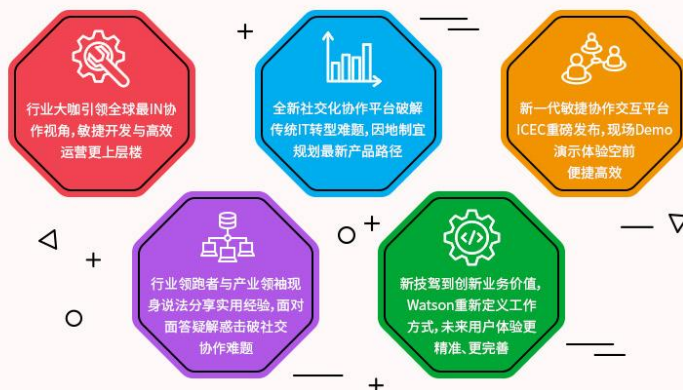 行业大咖引领全球最IN协
作视角,敏捷开发与高效
运营更上层楼
全新社交化协作平台破解
传统IT转型难题,因地制宜
规划最新产品路径
新一代敏捷协作交互平台
ICEC重磅发布,现场Demo
演示体验空前
便捷高效
行业领跑者与产业领袖现
身说法分享实用经验,面对
面答疑解惑击破社交
协作难题
新技驾到创新业务价值,
Watson重新定义工作
方式,未来用户体验更
精准、更完善